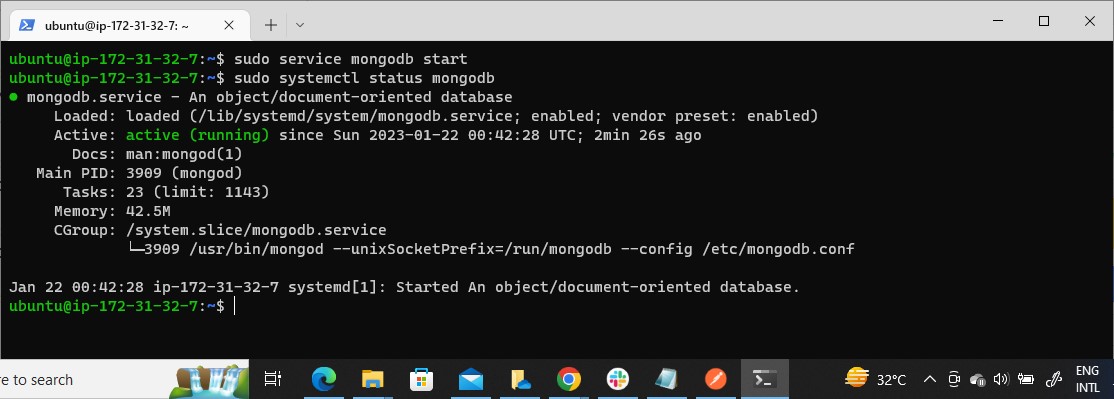 ubuntu@ip-172-31-32-7: ~
ubuntu@ip-172-31-32-7:~$ sudo service mongodb start
ubuntu@ip-172-31-32-7:~$ sudo systemctl status mongodb
● mongodb.service - An object/document-oriented database
Loaded: loaded (/lib/systemd/system/mongodb.service; enabled; vendor preset: enabled)
Active: active (running) since Sun 2023-01-22 00:42:28 UTC; 2min 26s ago
Docs: man:mongod(1)
Main PID: 3909 (mongod)
Tasks: 23 (limit: 1143)
Memory: 42.5M
CGroup: /system.slice/mongodb.service
└─3909 /usr/bin/mongod --unixSocketPrefix=/run/mongodb --config /etc/mongodb.conf
Jan 22 00:42:28 ip-172-31-32-7 systemd[1]: Started An object/document-oriented database.
ubuntu@ip-172-31-32-7:~$
e to search
32°C
ENG
INTL